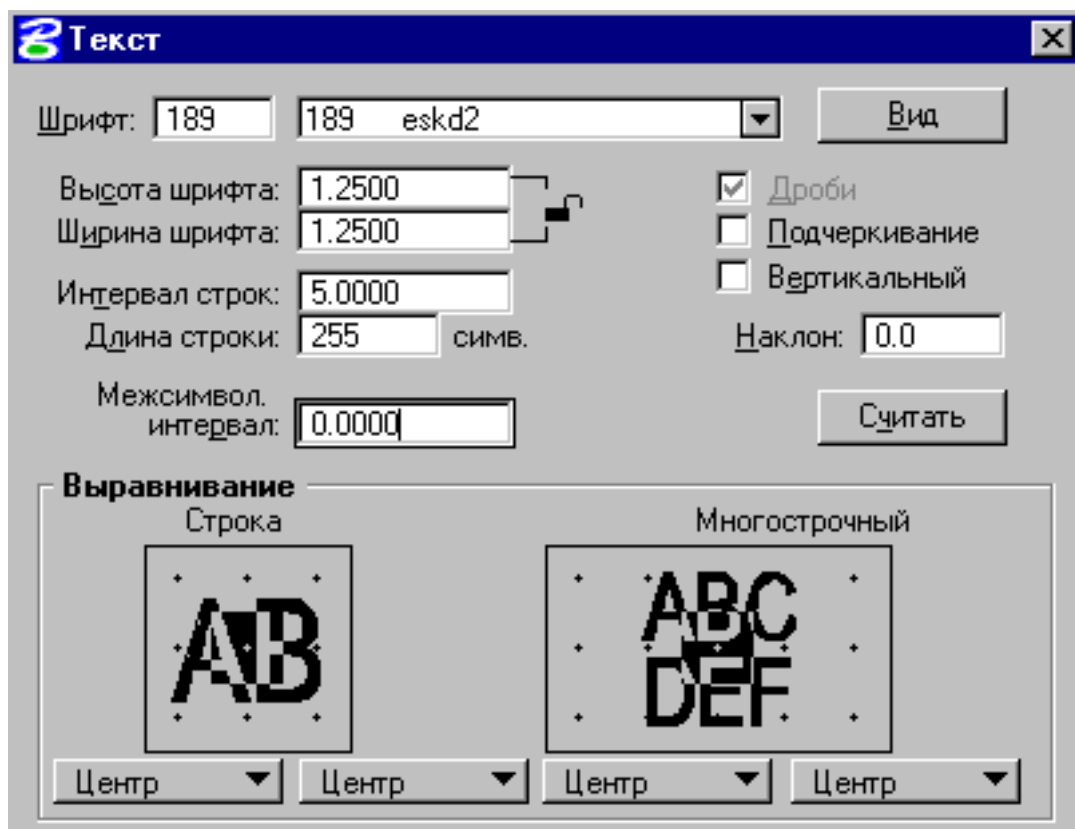 Текст
Шрифт: 189 189 eskd2 Вид
Высота шрифта: 1.2500 Дроби
Ширина шрифта: 1.2500 Подчеркивание
Интервал строк: 5.0000 Вертикальный
Длина строки: 255 симв. Наклон: 0.0
Межсимвол.
интервал: 0.0000 Считать
Выравнивание
Строка Многострочный
AB ABC
DEF
Центр Центр Центр Центр